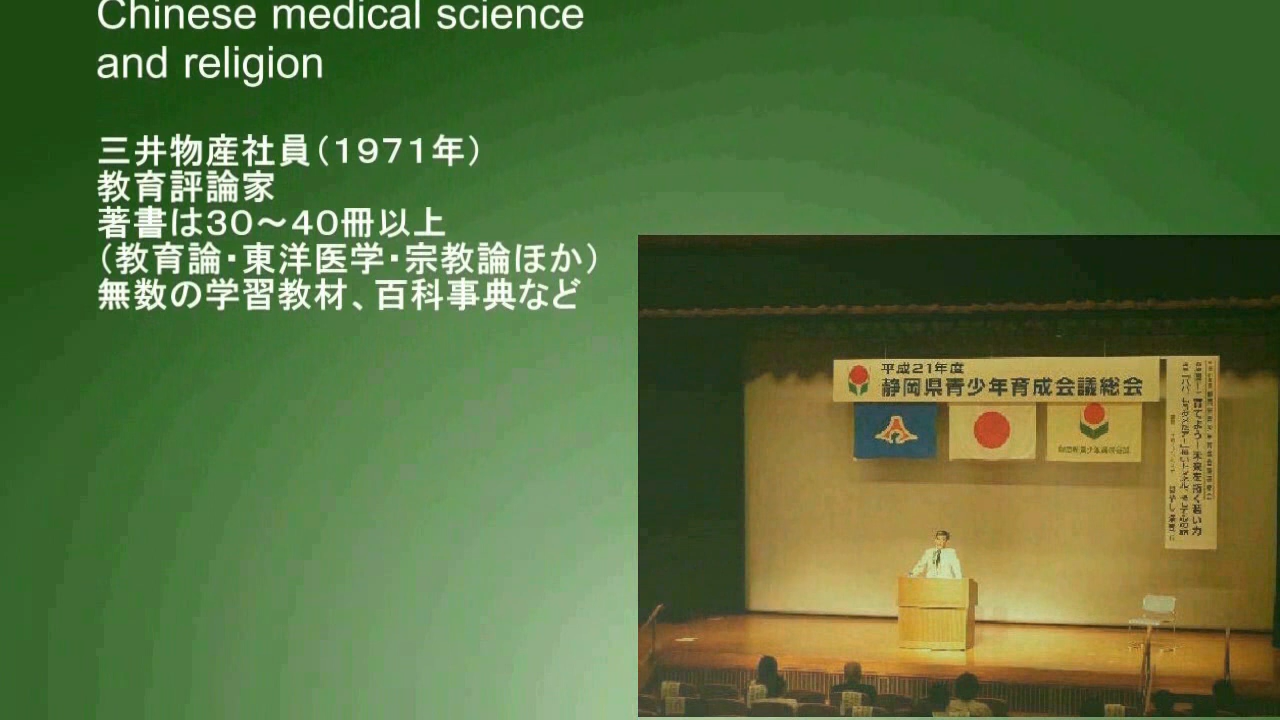 Chinese medical science
and religion
三井物産社員(1971年)
教育評論家
著書は30~40冊以上
(教育論・東洋医学・宗教論ほか)
無数の学習教材、百科事典など
平成21年度
静岡県青少年育成会議総会